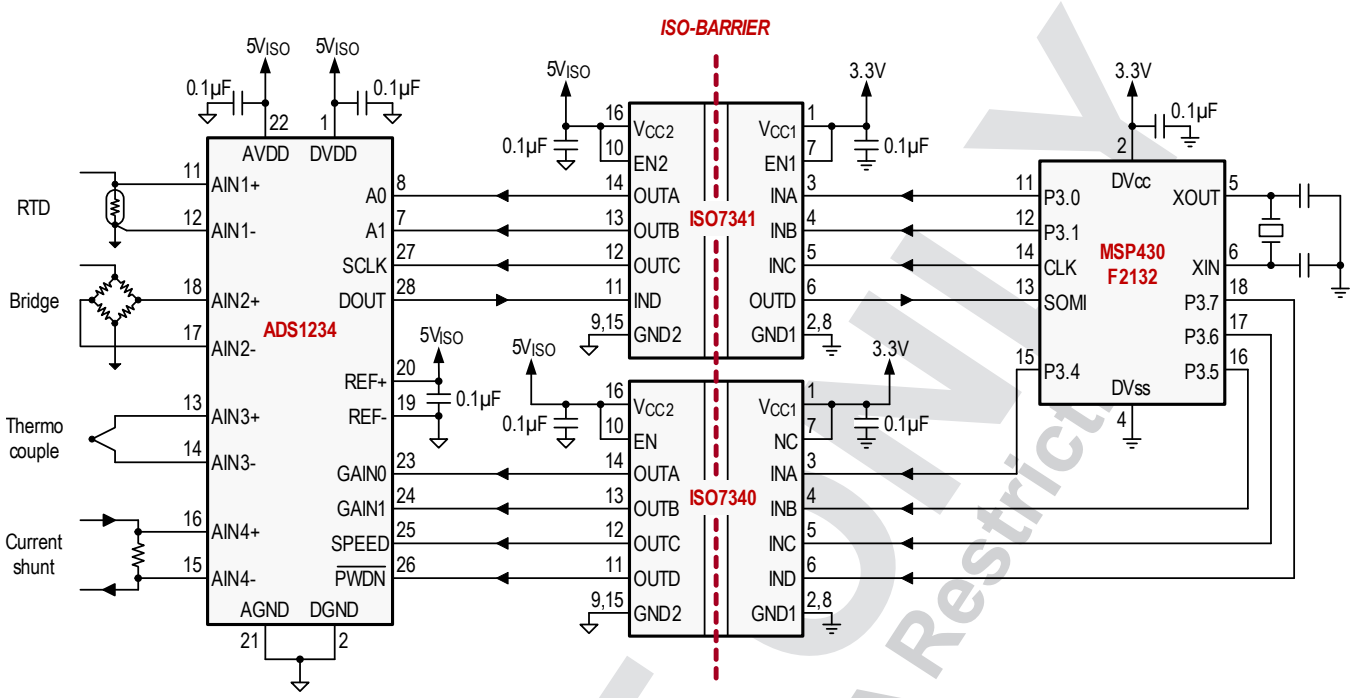 ISO-BARRIER
5VISO
5VISO
0.1µF
0.1µF
22
1
AVDD
DVDD
RTD
11
AIN1+
12
AIN1-
Bridge
18
AIN2+
17
AIN2-
Thermo
couple
13
AIN3+
14
AIN3-
Current
shunt
16
AIN4+
15
AIN4-
ADS1234
A0
8
A1
7
SCLK
27
DOUT
28
5VISO
REF+
20
REF-
19
0.1µF
GAIN0
23
GAIN1
24
SPEED
25
PWDN
26
AGND
DGND
21
2
5VISO
0.1µF
16
VCC2
10
EN2
14
OUTA
13
OUTB
12
OUTC
11
IND
9,15
GND2
ISO7341
3.3V
0.1µF
1
VCC1
7
EN1
3
INA
4
INB
5
INC
6
OUTD
2,8
GND1
5VISO
0.1µF
16
VCC2
10
EN
14
OUTA
13
OUTB
12
OUTC
11
OUTD
9,15
GND2
ISO7340
3.3V
0.1µF
1
VCC1
7
NC
3
INA
4
INB
5
INC
6
IND
2,8
GND1
3.3V
0.1µF
2
DVcc
11
P3.0
12
P3.1
14
CLK
13
SOMI
15
P3.4
MSP430
F2132
XOUT
5
XIN
6
P3.7
18
P3.6
17
P3.5
16
DVss
4
ONLY